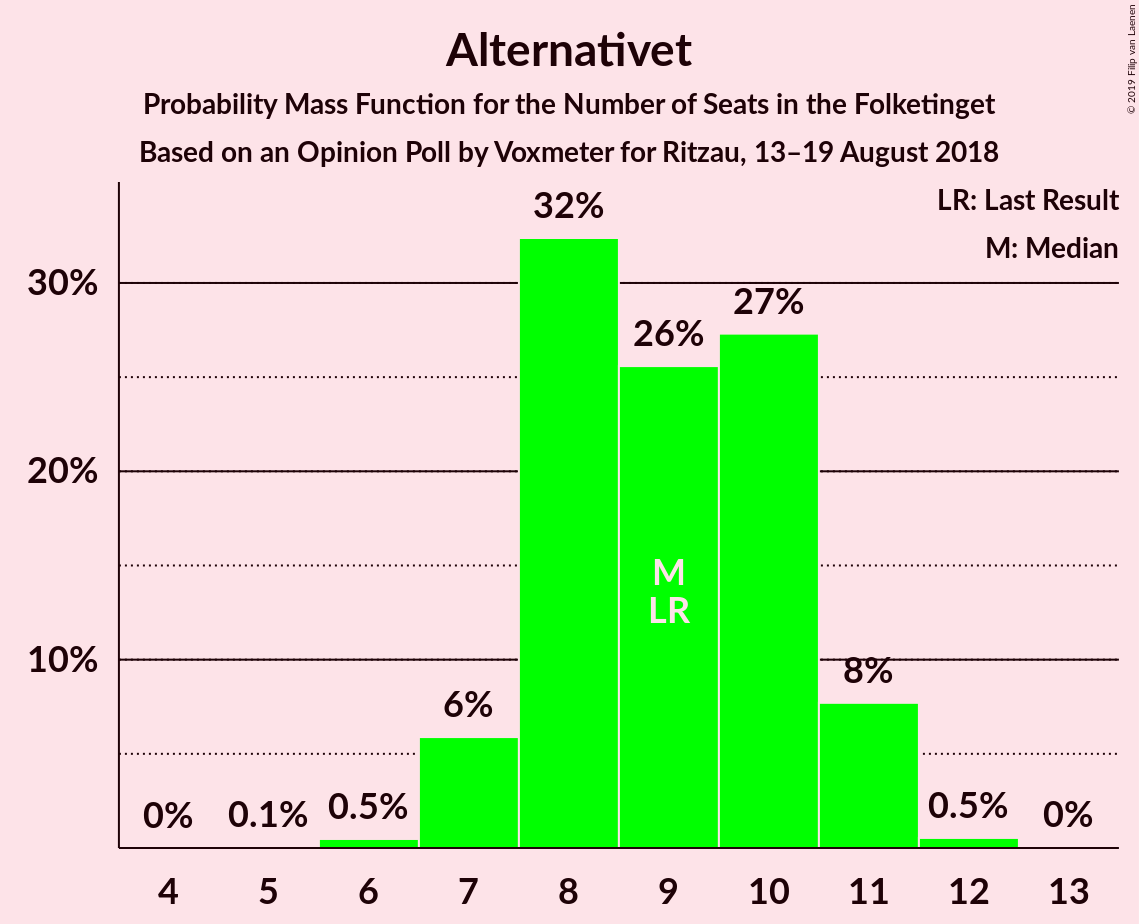 Alternativet
Probability Mass Function for the Number of Seats in the Folketinget
Based on an Opinion Poll by Voxmeter for Ritzau, 13–19 August 2018
© 2019 Filip van Laenen
LR: Last Result
M: Median
30%
20%
10%
0%
0.1%
0.5%
6%
32%
26%
27%
8%
0.5%
0%
M
LR
4 5 6 7 8 9 10 11 12 13